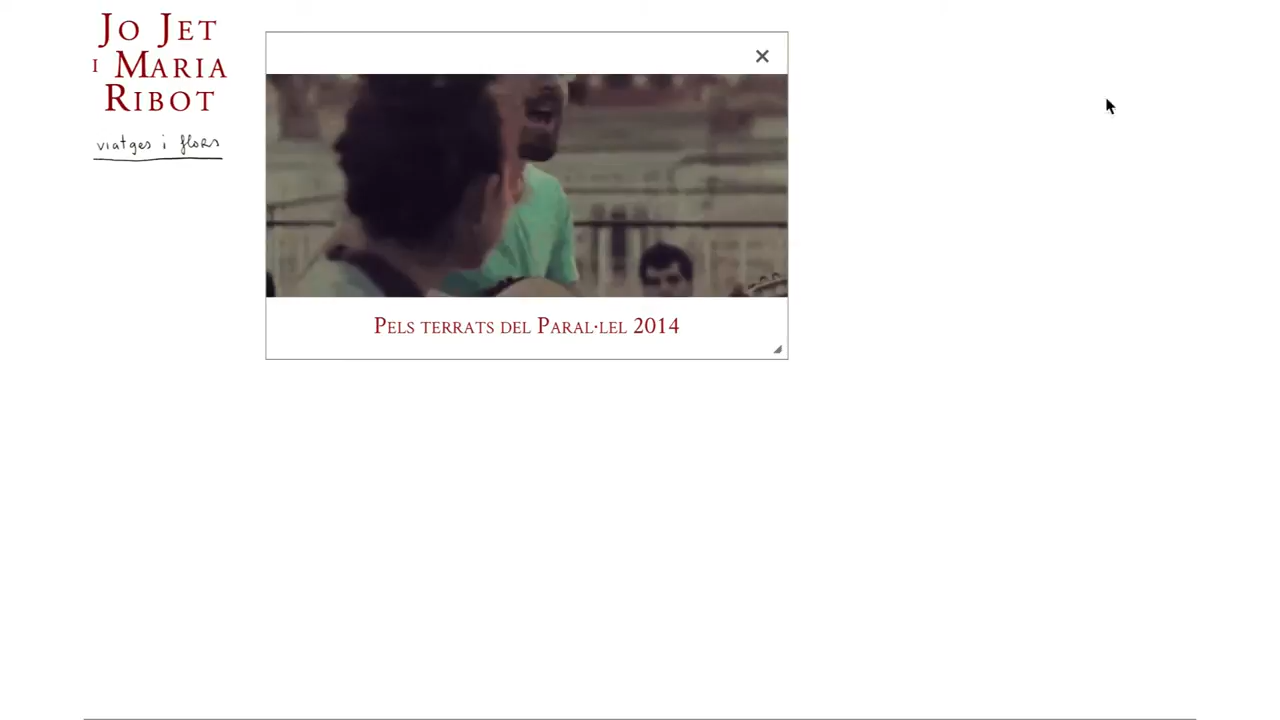 Jo Jet
i Maria
Ribot
viatges i flors
Pels terrats del Paral·lel 2014